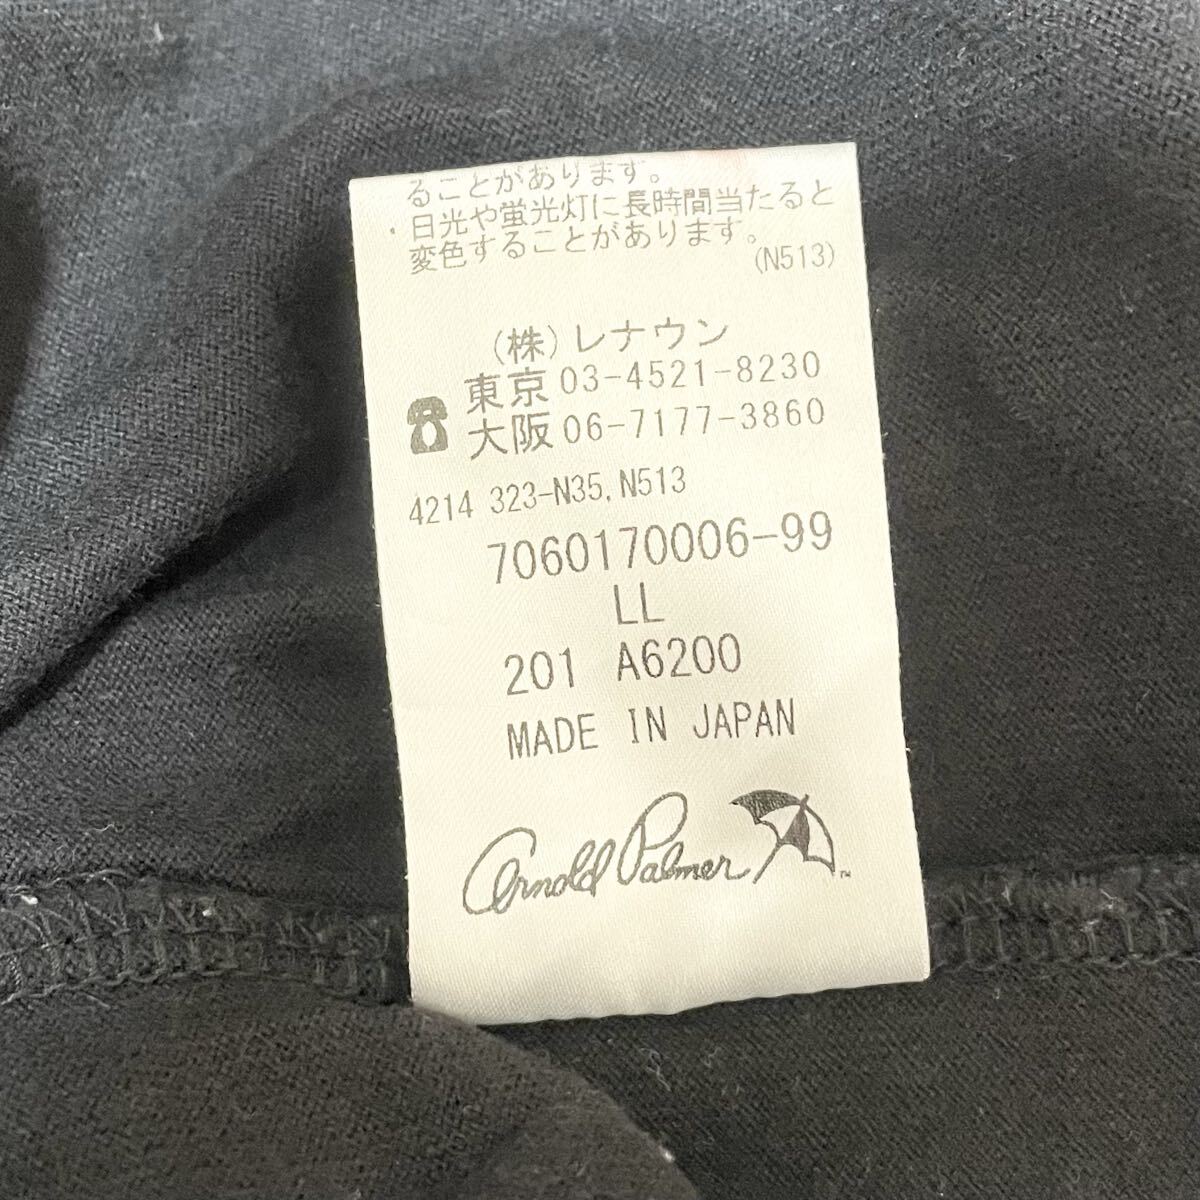 ることがあります。
・日光や蛍光灯に長時間当たると
変色することがあります。
(N513)
(株)レナウン
東京 03-4521-8230
大阪 06-7177-3860
4214 323-N35,N513
7060170006-99
LL
201 A6200
MADE IN JAPAN
Arnold Palmer
TM